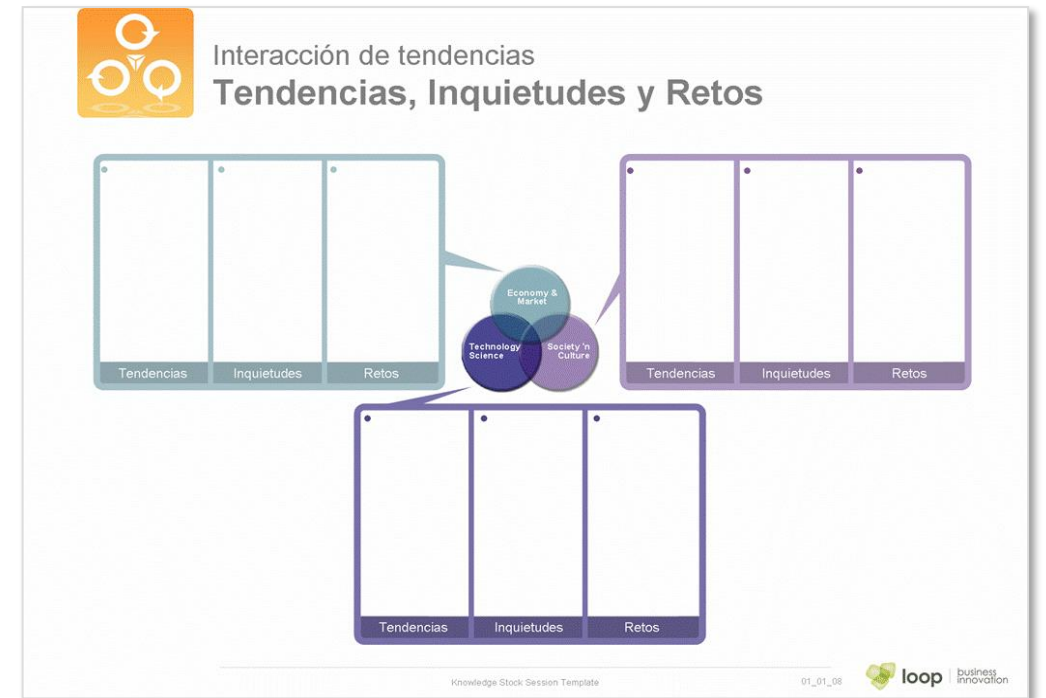 Interacción de tendencias
Tendencias, Inquietudes y Retos
Tendencias Inquietudes Retos
Economy &
Market
Technology
Science
Society 'n
Culture
Tendencias Inquietudes Retos
Tendencias Inquietudes Retos
Knowledge Stock Session Template
01_01_08
loop business
innovation